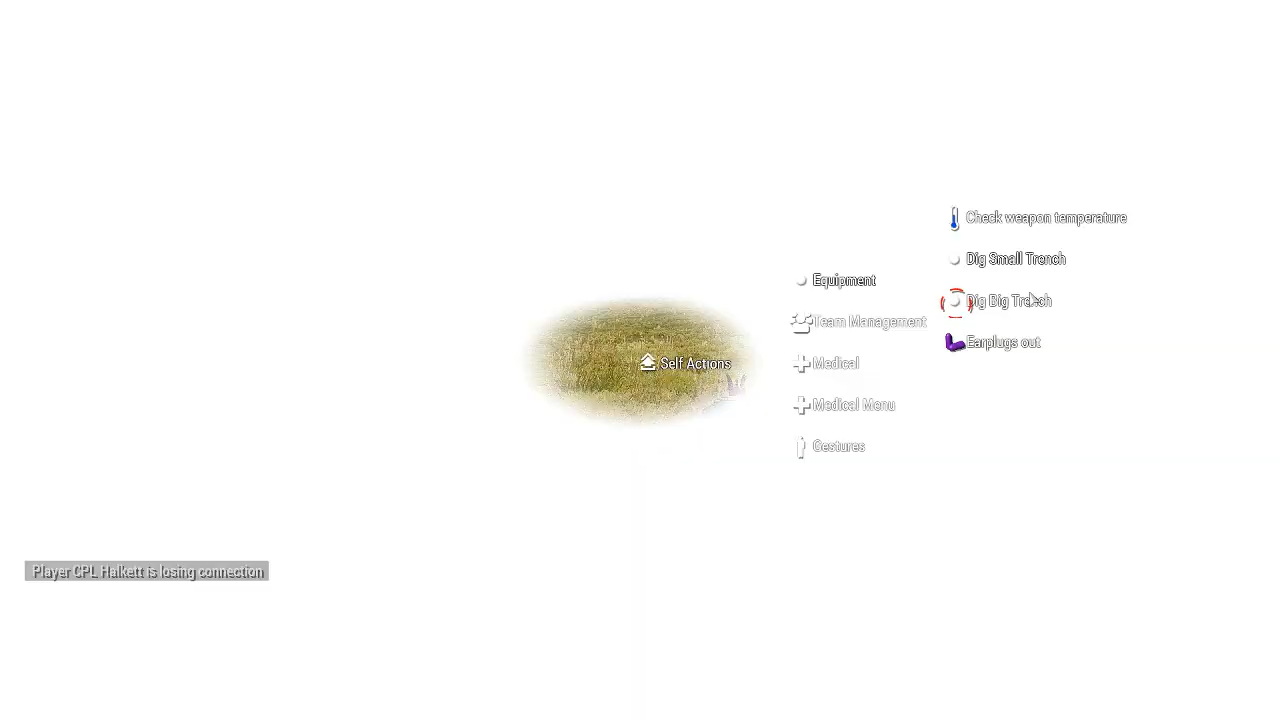 Check weapon temperature
Dig Small Trench
Equipment
Dig Big Trench
Team Management
Earplugs out
Self Actions
Medical
Medical Menu
Gestures
Player CPL Halkett is losing connection